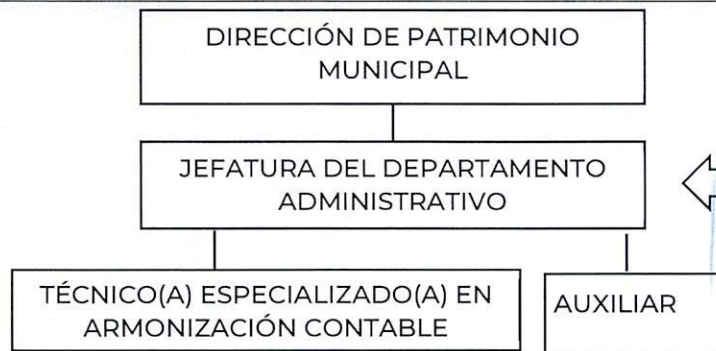 DIRECCIÓN DE PATRIMONIO
MUNICIPAL
JEFATURA DEL DEPARTAMENTO
ADMINISTRATIVO
TÉCNICO(A) ESPECIALIZADO(A) EN
ARMONIZACIÓN CONTABLE
AUXILIAR